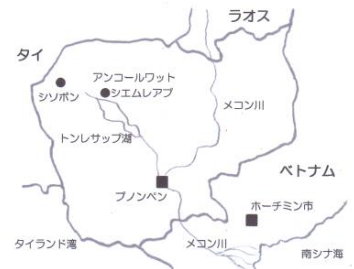 ラオス
タイ
アンコールワット
シエムレアプ
シソポン
メコン川
トンレサップ湖
ベトナム
プノンペン
ホーチミン市
タイランド湾
メコン川
南シナ海